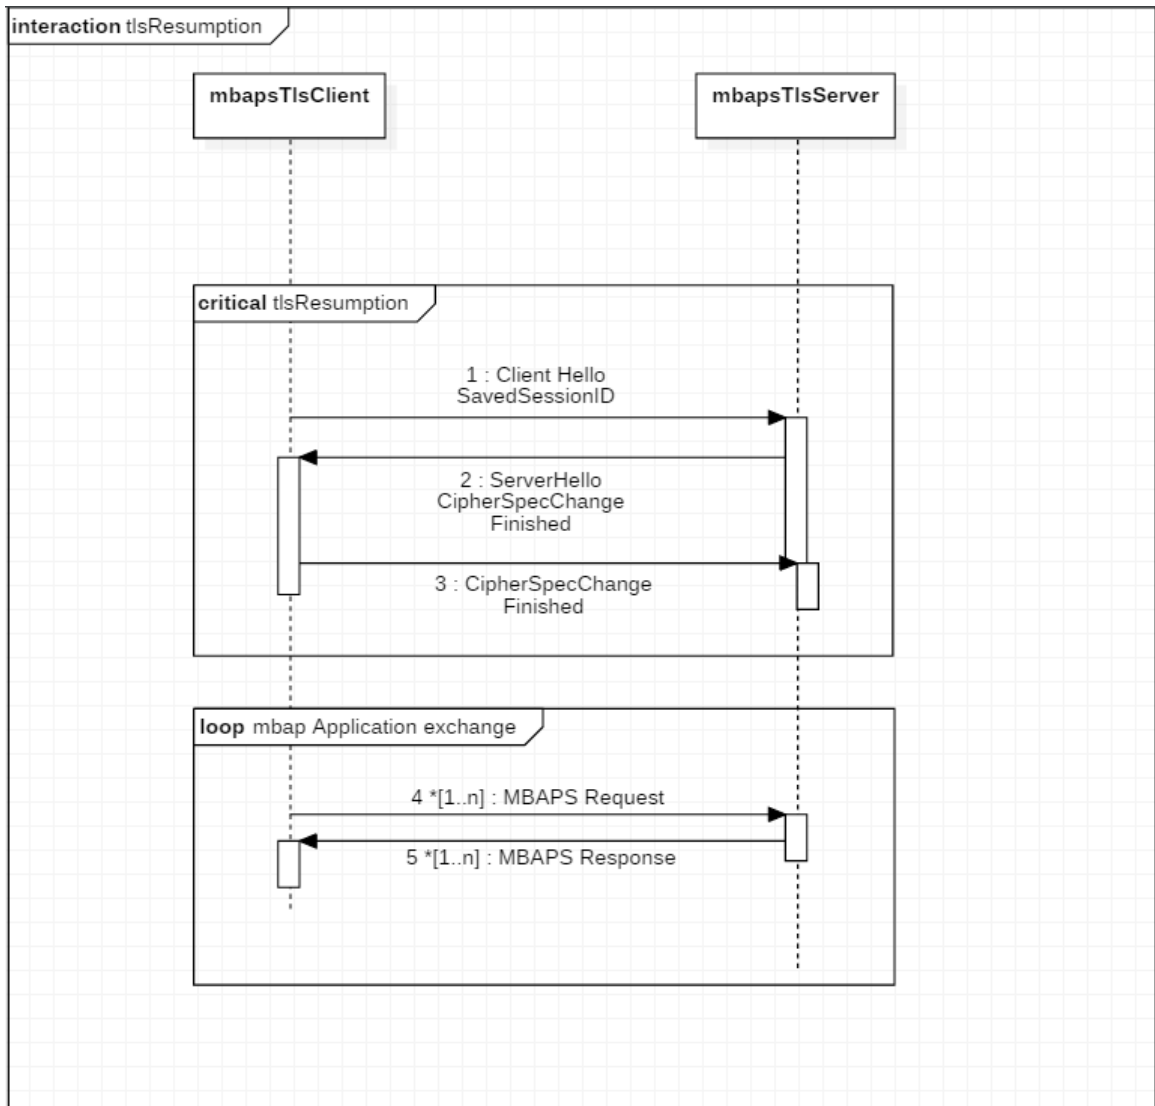 interaction tlsResumption
mbapsTlsClient
mbapsTlsServer
critical tlsResumption
1 : Client Hello
SavedSessionID
2 : ServerHello
CipherSpecChange
Finished
3 : CipherSpecChange
Finished
loop mbap Application exchange
4 *[1..n] : MBAPS Request
5 *[1..n] : MBAPS Response